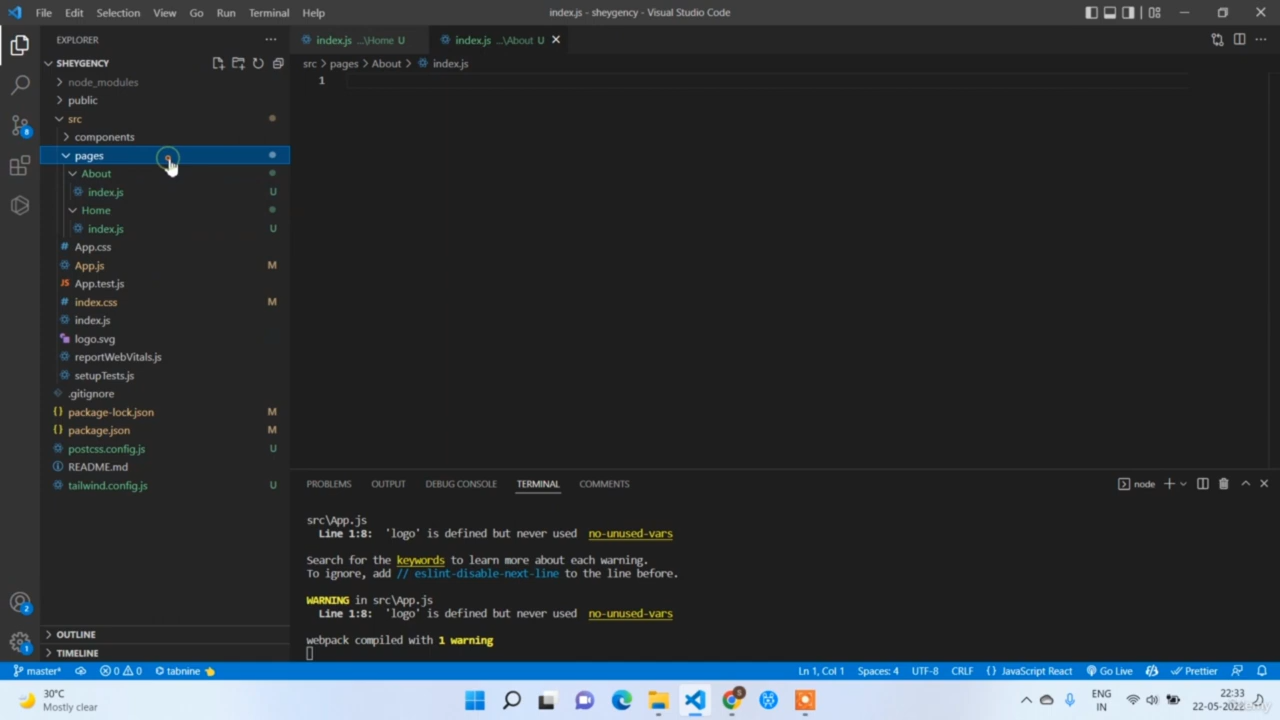 File Edit Selection View Go Run Terminal Help
index.js - sheygency - Visual Studio Code
EXPLORER
SHEYGENCY
node_modules
public
src
components
pages
About
index.js U
Home
index.js U
App.css
App.js M
App.test.js
index.css M
index.js
logo.svg
reportWebVitals.js
setupTests.js
.gitignore
package-lock.json M
package.json M
postcss.config.js U
README.md
tailwind.config.js U
OUTLINE
TIMELINE
index.js ...\Home U
index.js ...\About U
src > pages > About > index.js
1
PROBLEMS OUTPUT DEBUG CONSOLE TERMINAL COMMENTS
node
src\App.js
Line 1:8: 'logo' is defined but never used no-unused-vars
Search for the keywords to learn more about each warning.
To ignore, add // eslint-disable-next-line to the line before.
WARNING in src\App.js
Line 1:8: 'logo' is defined but never used no-unused-vars
webpack compiled with 1 warning
master* 0 0 tabnine
Ln 1, Col 1 Spaces: 4 UTF-8 CRLF {} JavaScript React Go Live Prettier
30°C
Mostly clear
ENG
IN
22:33
22-05-2022